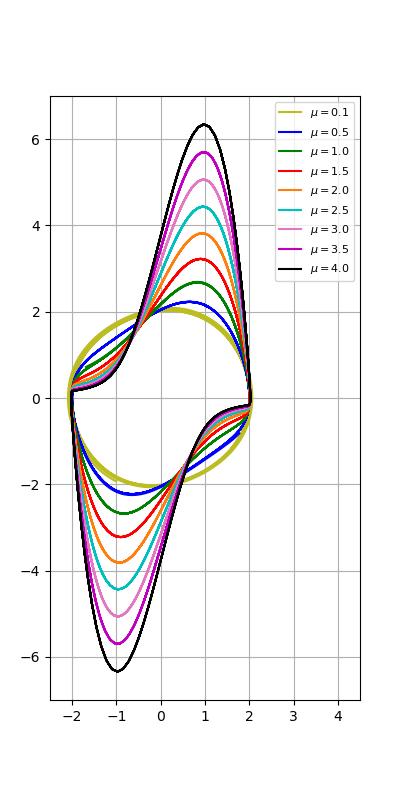 μ = 0.1
μ = 0.5
μ = 1.0
μ = 1.5
μ = 2.0
μ = 2.5
μ = 3.0
μ = 3.5
μ = 4.0
6
4
2
0
−2
−4
−6
−2 −1 0 1 2 3 4